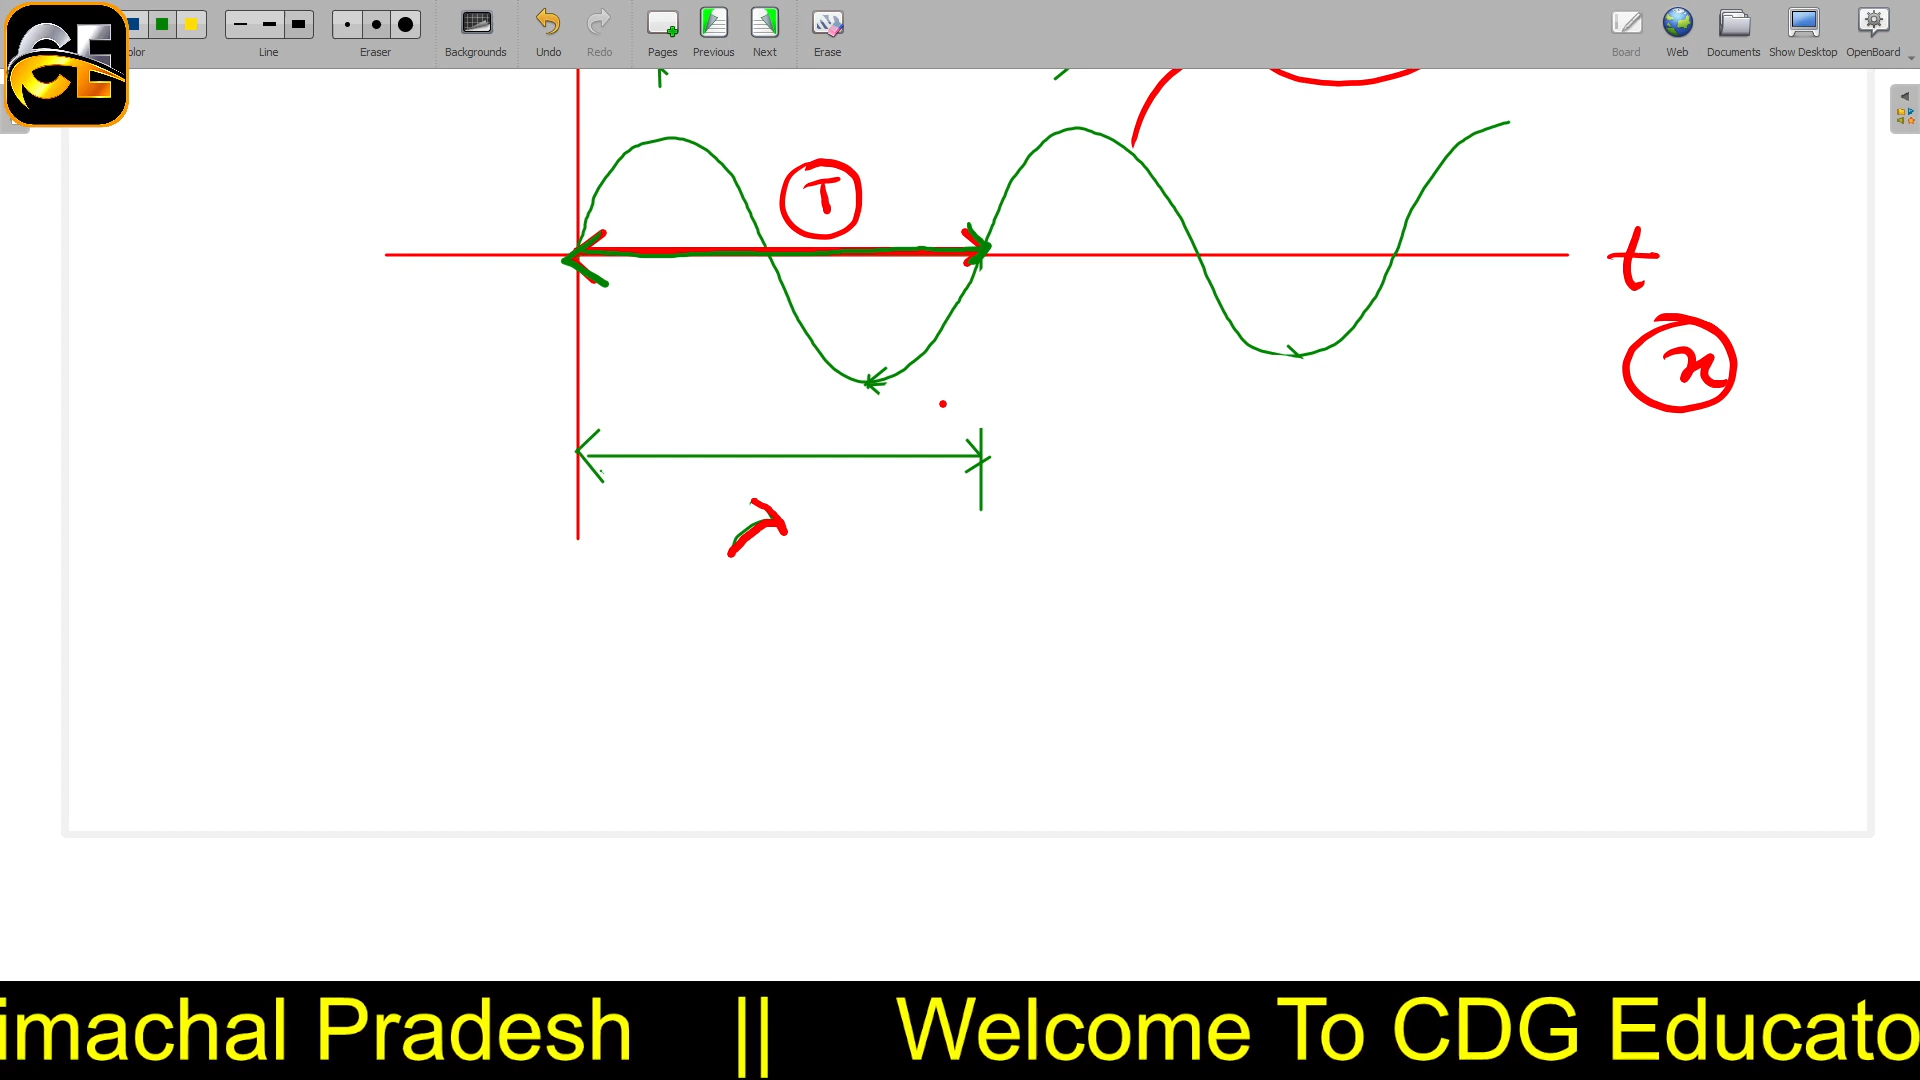 CE
olor Line Eraser Backgrounds Undo Redo Pages Previous Next Erase Board Web Documents Show Desktop OpenBoard
T
t
x
λ
imachal Pradesh || Welcome To CDG Educato